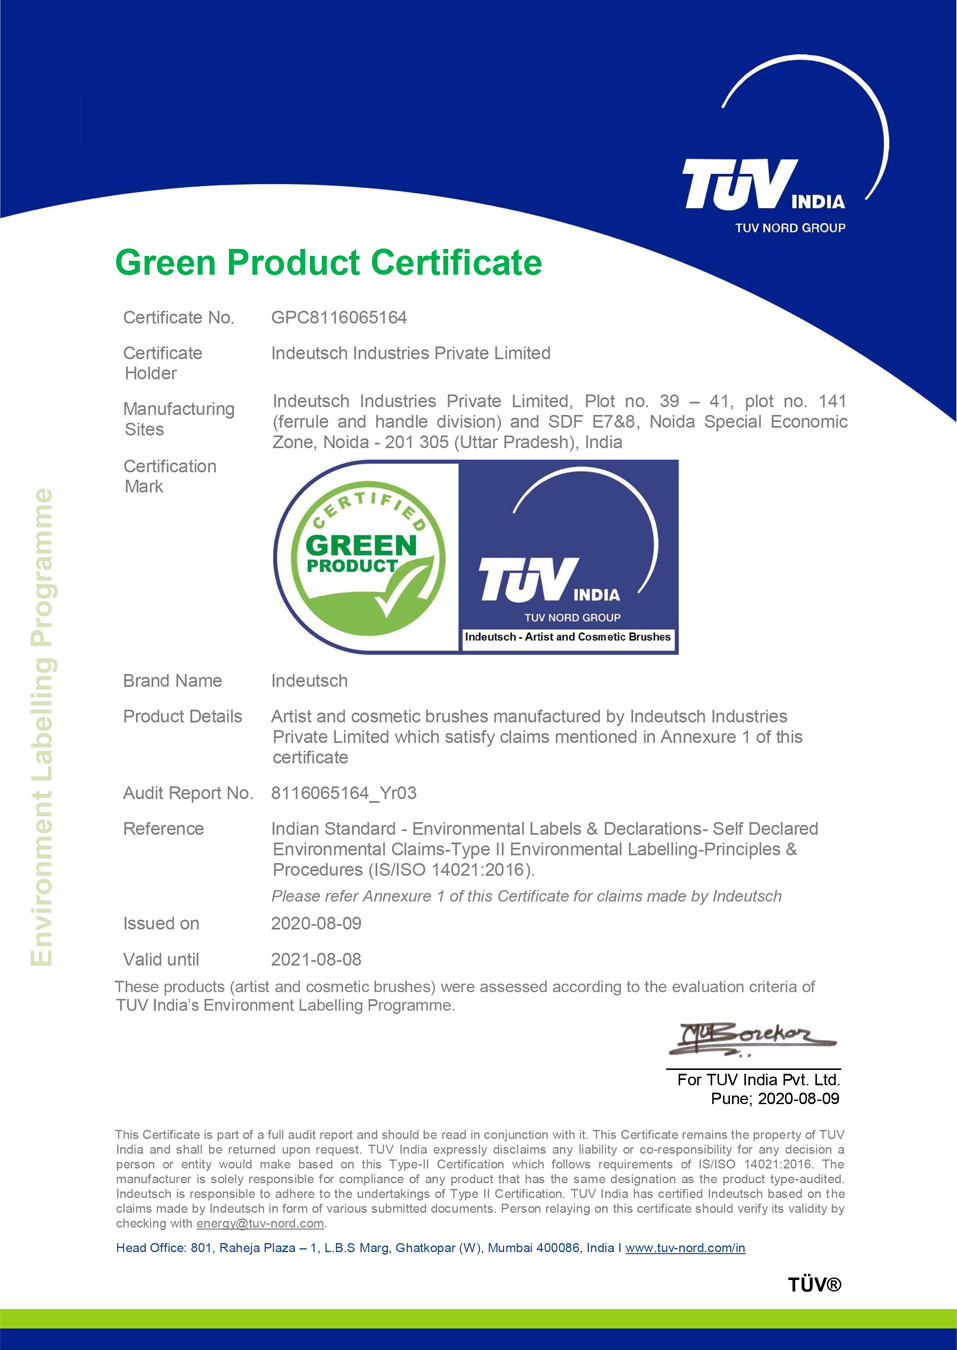 TÜV INDIA
TUV NORD GROUP
Green Product Certificate
Certificate No. GPC8116065164
Certificate Holder Indeutsch Industries Private Limited
Manufacturing Sites Indeutsch Industries Private Limited, Plot no. 39 – 41, plot no. 141
(ferrule and handle division) and SDF E7&8, Noida Special Economic
Zone, Noida - 201 305 (Uttar Pradesh), India
Certification
Mark
CERTIFIED
GREEN
PRODUCT
TÜV INDIA
TUV NORD GROUP
Indeutsch - Artist and Cosmetic Brushes
Environment Labelling Programme
Brand Name Indeutsch
Product Details Artist and cosmetic brushes manufactured by Indeutsch Industries
Private Limited which satisfy claims mentioned in Annexure 1 of this
certificate
Audit Report No. 8116065164_Yr03
Reference Indian Standard - Environmental Labels & Declarations- Self Declared
Environmental Claims-Type II Environmental Labelling-Principles &
Procedures (IS/ISO 14021:2016).
Please refer Annexure 1 of this Certificate for claims made by Indeutsch
Issued on 2020-08-09
Valid until 2021-08-08
These products (artist and cosmetic brushes) were assessed according to the evaluation criteria of
TUV India’s Environment Labelling Programme.
Borekar
For TUV India Pvt. Ltd.
Pune; 2020-08-09
This Certificate is part of a full audit report and should be read in conjunction with it. This Certificate remains the property of TUV
India and shall be returned upon request. TUV India expressly disclaims any liability or co-responsibility for any decision a
person or entity would make based on this Type-II Certification which follows requirements of IS/ISO 14021:2016. The
manufacturer is solely responsible for compliance of any product that has the same designation as the product type-audited.
Indeutsch is responsible to adhere to the undertakings of Type II Certification. TUV India has certified Indeutsch based on the
claims made by Indeutsch in form of various submitted documents. Person relaying on this certificate should verify its validity by
checking with energy@tuv-nord.com.
Head Office: 801, Raheja Plaza – 1, L.B.S Marg, Ghatkopar (W), Mumbai 400086, India I www.tuv-nord.com/in
TÜV®